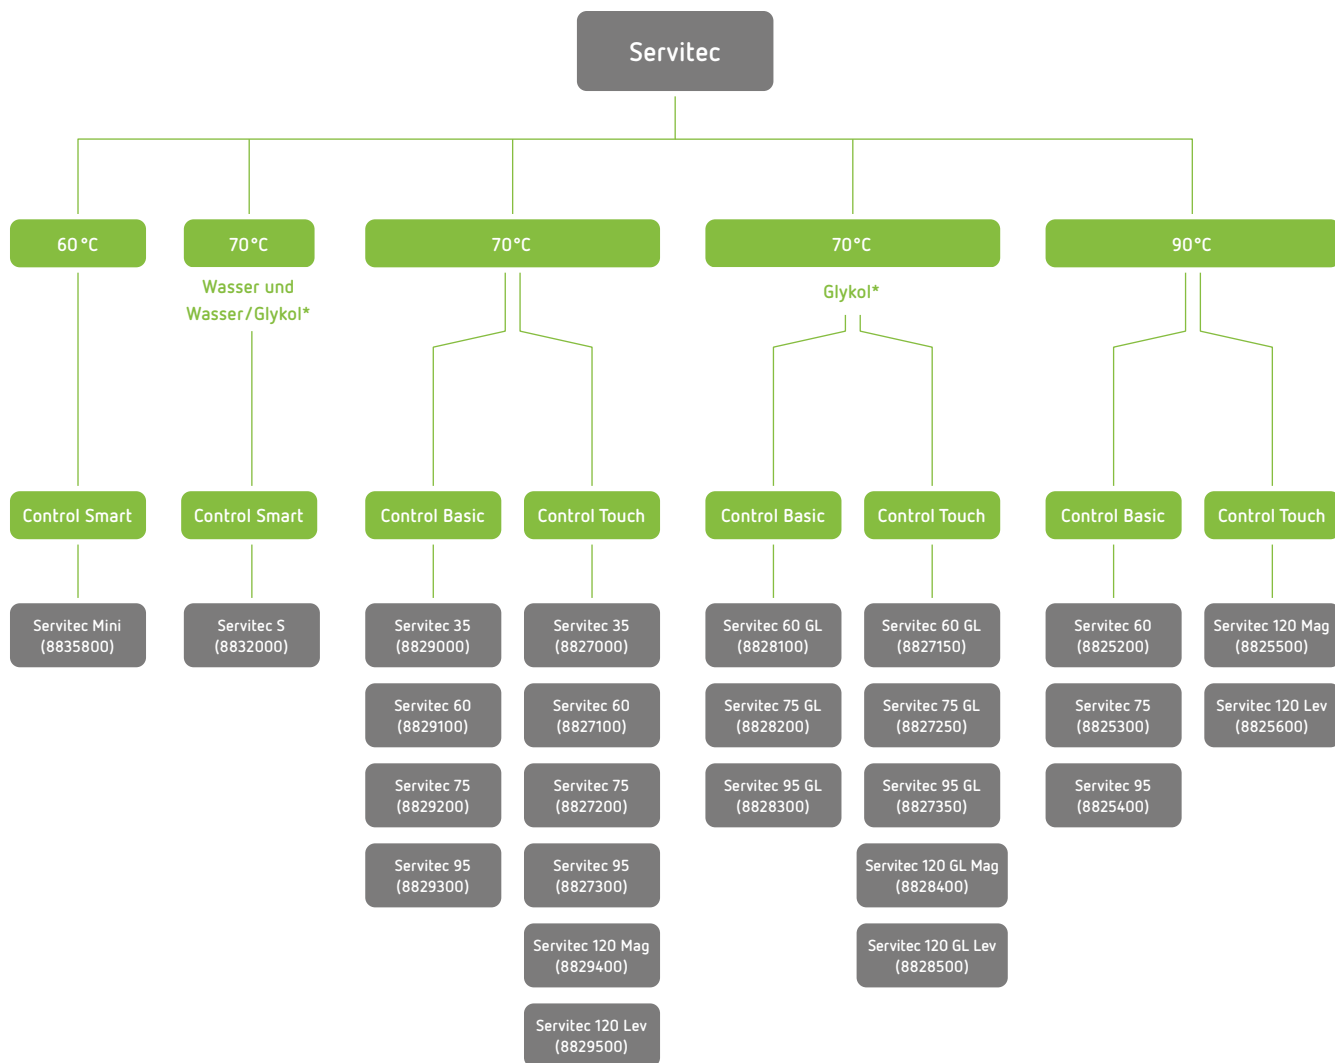 Servitec
60 °C
70°C
70°C
70°C
90°C
Wasser und
Wasser/Glykol*
Glykol*
Control Smart
Control Smart
Control Basic
Control Touch
Control Basic
Control Touch
Control Basic
Control Touch
Servitec Mini
(8835800)
Servitec S
(8832000)
Servitec 35
(8829000)
Servitec 35
(8827000)
Servitec 60 GL
(8828100)
Servitec 60 GL
(8827150)
Servitec 60
(8825200)
Servitec 120 Mag
(8825500)
Servitec 60
(8829100)
Servitec 60
(8827100)
Servitec 75 GL
(8828200)
Servitec 75 GL
(8827250)
Servitec 75
(8825300)
Servitec 120 Lev
(8825600)
Servitec 75
(8829200)
Servitec 75
(8827200)
Servitec 95 GL
(8828300)
Servitec 95 GL
(8827350)
Servitec 95
(8825400)
Servitec 95
(8829300)
Servitec 95
(8827300)
Servitec 120 GL Mag
(8828400)
Servitec 120 Mag
(8829400)
Servitec 120 GL Lev
(8828500)
Servitec 120 Lev
(8829500)